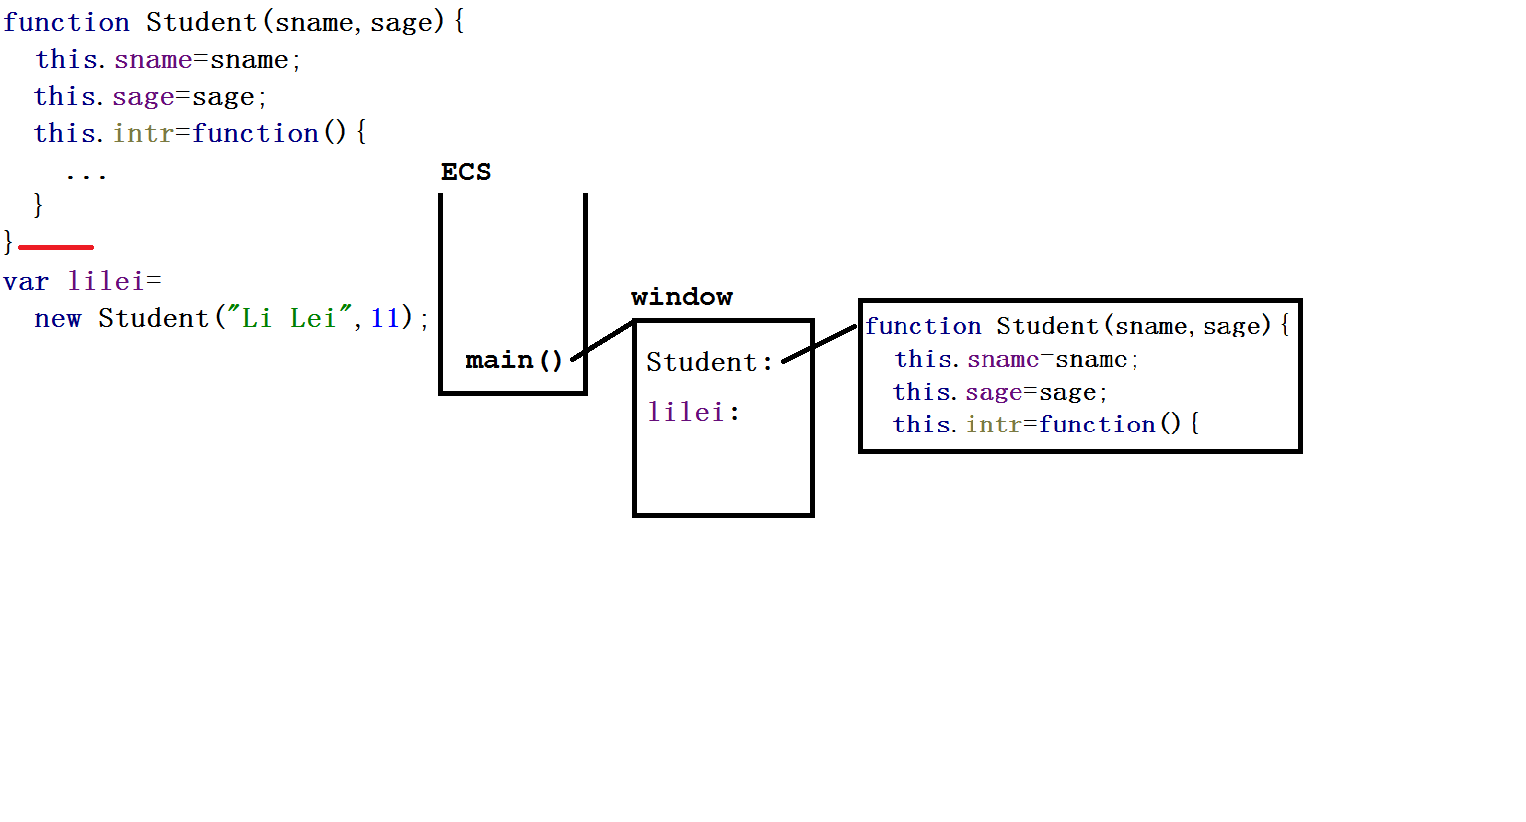 function Student(sname,sage){
this.sname=sname;
this.sage=sage;
this.intr=function(){
...
}
}
var lilei=
new Student("Li Lei",11);
ECS
main()
window
Student:
lilei:
function Student(sname,sage){
this.sname=sname;
this.sage=sage;
this.intr=function(){